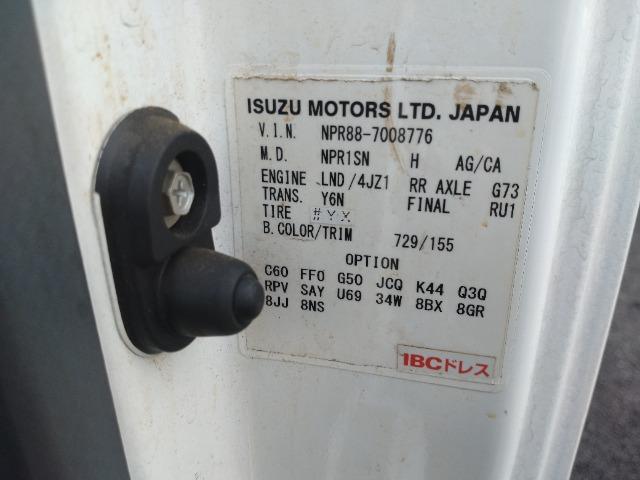 ISUZU MOTORS LTD. JAPAN
V.I.N. NPR88-7008776
M.D. NPR1SN H AG/CA
ENGINE LND/4JZ1 RR AXLE G73
TRANS. Y6N FINAL RU1
TIRE #YX
B.COLOR/TRIM 729/155
OPTION
C60 FF0 G50 JCQ K44 Q3Q
RPV SAY U69 34W 8BX 8GR
8JJ 8NS
1BCドレス